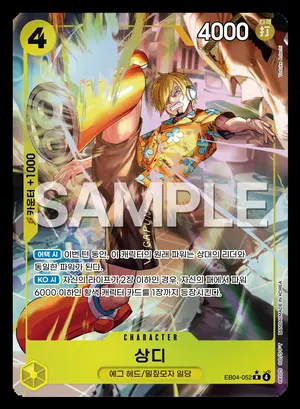 4
4000
타
카운터 +1000
SAMPLE
어택 시 이번 턴 동안, 이 캐릭터의 원래 파워는 상대의 리더와
동일한 파워가 된다.
KO 시 자신의 라이프가 2장 이하인 경우, 자신의 패에서 파워
6000 이하인 황색 캐릭터 카드를 1장까지 등장시킨다.
CHARACTER
상디
에그 헤드/밀짚모자 일당
EB04-052 R